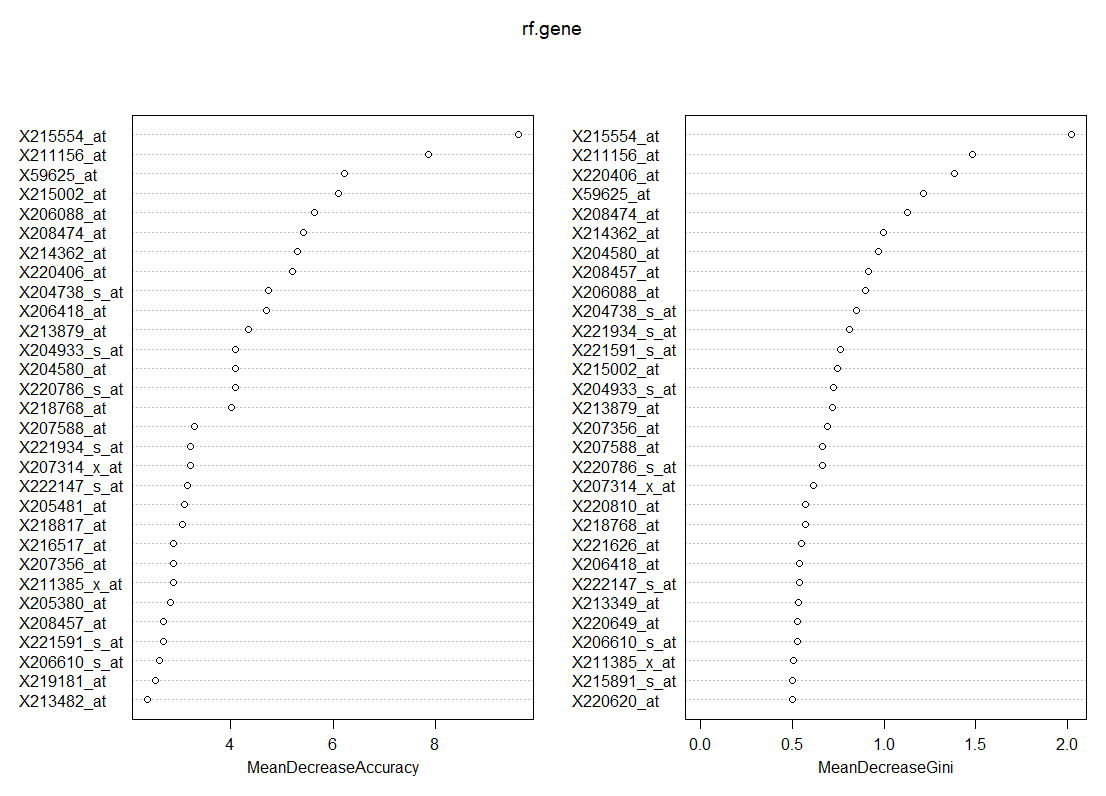 rf.gene
X215554_at
X211156_at
X59625_at
X215002_at
X206088_at
X208474_at
X214362_at
X220406_at
X204738_s_at
X206418_at
X213879_at
X204933_s_at
X204580_at
X220786_s_at
X218768_at
X207588_at
X221934_s_at
X207314_x_at
X222147_s_at
X205481_at
X218817_at
X216517_at
X207356_at
X211385_x_at
X205380_at
X208457_at
X221591_s_at
X206610_s_at
X219181_at
X213482_at
4 6 8
MeanDecreaseAccuracy
X215554_at
X211156_at
X220406_at
X59625_at
X208474_at
X214362_at
X204580_at
X208457_at
X206088_at
X204738_s_at
X221934_s_at
X221591_s_at
X215002_at
X204933_s_at
X213879_at
X207356_at
X207588_at
X220786_s_at
X207314_x_at
X220810_at
X218768_at
X221626_at
X206418_at
X222147_s_at
X213349_at
X220649_at
X206610_s_at
X211385_x_at
X215891_s_at
X220620_at
0.0 0.5 1.0 1.5 2.0
MeanDecreaseGini